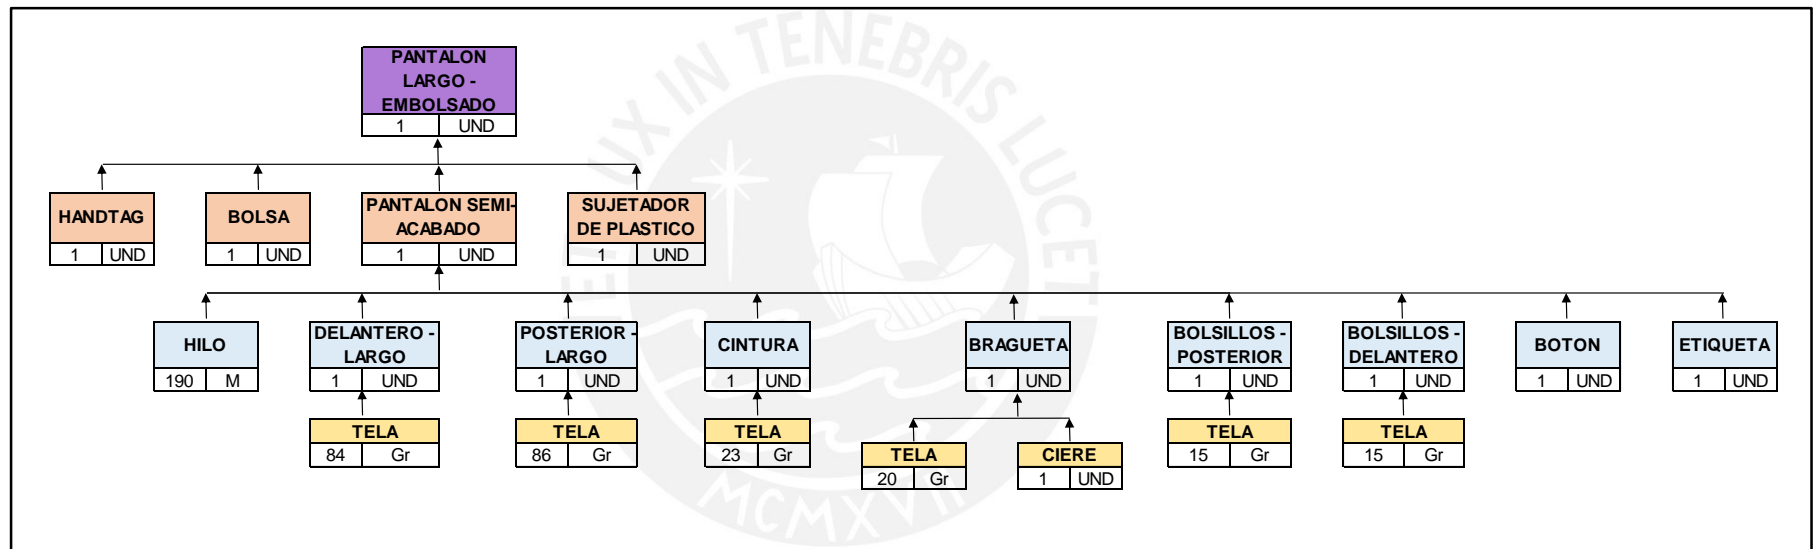 PANTALON
LARGO -
EMBOLSADO
1 UND
HANDTAG
1 UND
BOLSA
1 UND
PANTALON SEMI-
ACABADO
1 UND
SUJETADOR
DE PLASTICO
1 UND
HILO
190 M
DELANTERO -
LARGO
1 UND
POSTERIOR -
LARGO
1 UND
CINTURA
1 UND
BRAGUETA
1 UND
BOLSILLOS -
POSTERIOR
1 UND
BOLSILLOS -
DELANTERO
1 UND
BOTON
1 UND
ETIQUETA
1 UND
TELA
84 Gr
TELA
86 Gr
TELA
23 Gr
TELA
20 Gr
CIERE
1 UND
TELA
15 Gr
TELA
15 Gr
ET LUX IN TENEBRIS LUCET
MCMXVII